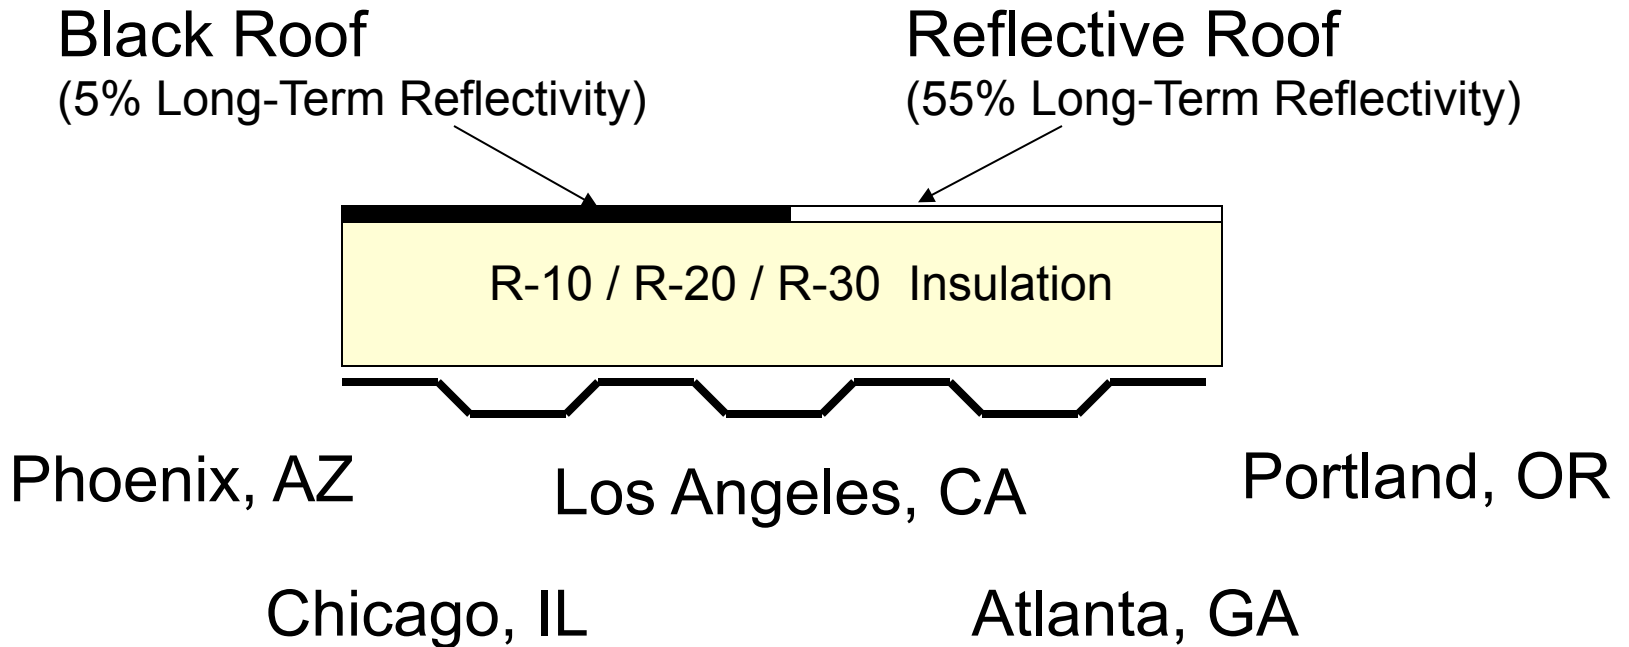 Black Roof
(5% Long-Term Reflectivity)
Reflective Roof
(55% Long-Term Reflectivity)
R-10 / R-20 / R-30 Insulation
Phoenix, AZ
Los Angeles, CA
Portland, OR
Chicago, IL
Atlanta, GA